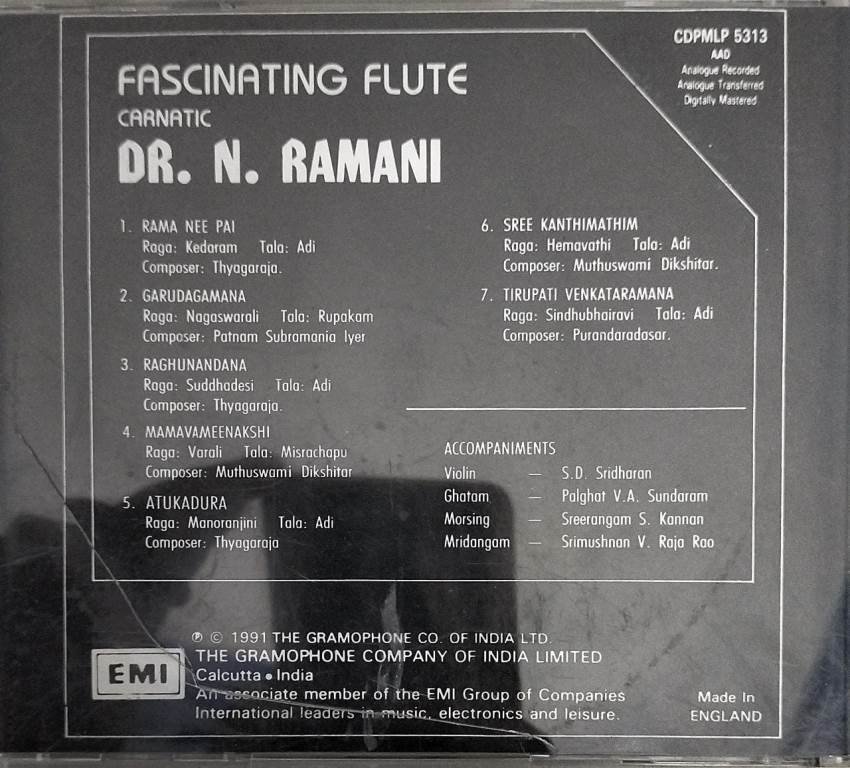 CDPMLP 5313
AAD
Analogue Recorded
Analogue Transferred
Digitally Mastered
FASCINATING FLUTE
CARNATIC
DR. N. RAMANI
1. RAMA NEE PAI
Raga: Kedaram Tala: Adi
Composer: Thyagaraja.
2. GARUDAGAMANA
Raga: Nagaswarali Tala: Rupakam
Composer: Patnam Subramania Iyer
3. RAGHUNANDANA
Raga: Suddhadesi Tala: Adi
Composer: Thyagaraja.
4. MAMAVAMEENAKSHI
Raga: Varali Tala: Misrachapu
Composer: Muthuswami Dikshitar
5. ATUKADURA
Raga: Manoranjini Tala: Adi
Composer: Thyagaraja
6. SREE KANTHIMATHIM
Raga: Hemavathi Tala: Adi
Composer: Muthuswami Dikshitar.
7. TIRUPATI VENKATARAMANA
Raga: Sindhubhairavi Tala: Adi
Composer: Purandaradasar.
ACCOMPANIMENTS
Violin — S.D. Sridharan
Ghatam — Palghat V.A. Sundaram
Morsing — Sreerangam S. Kannan
Mridangam — Srimushnan V. Raja Rao
℗ © 1991 THE GRAMOPHONE CO. OF INDIA LTD.
THE GRAMOPHONE COMPANY OF INDIA LIMITED
Calcutta • India
An associate member of the EMI Group of Companies
International leaders in music, electronics and leisure.
EMI
Made In
ENGLAND